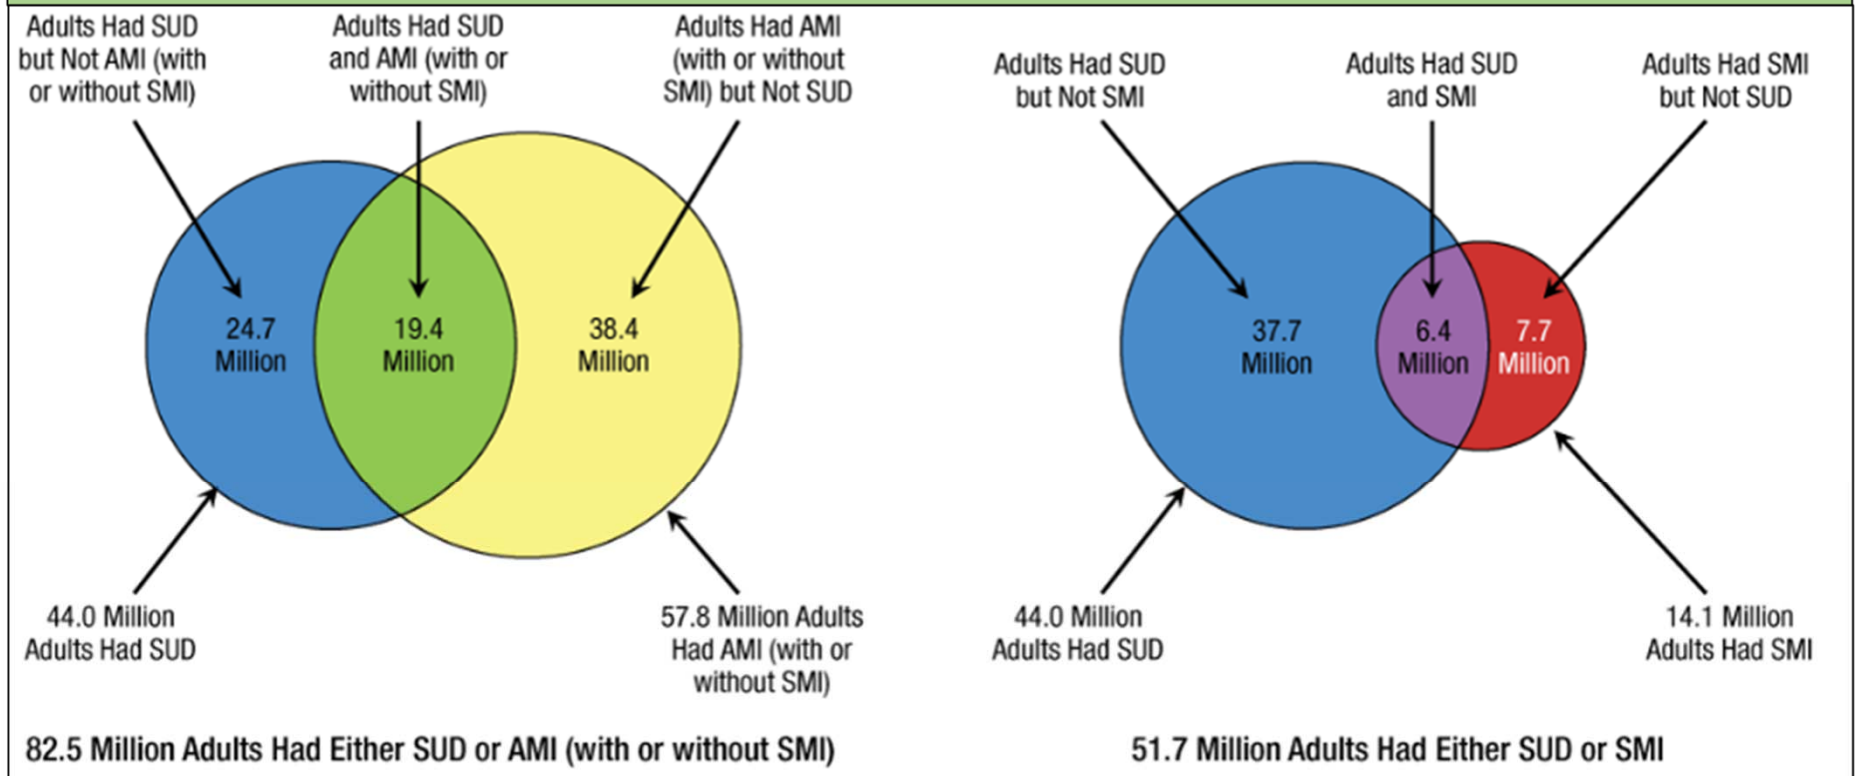 Adults Had SUD
but Not AMI (with
or without SMI)
Adults Had SUD
and AMI (with or
without SMI)
Adults Had AMI
(with or without
SMI) but Not SUD
24.7
Million
19.4
Million
38.4
Million
44.0 Million
Adults Had SUD
57.8 Million Adults
Had AMI (with or
without SMI)
82.5 Million Adults Had Either SUD or AMI (with or without SMI)
Adults Had SUD
but Not SMI
Adults Had SUD
and SMI
Adults Had SMI
but Not SUD
37.7
Million
6.4
Million
7.7
Million
44.0 Million
Adults Had SUD
14.1 Million
Adults Had SMI
51.7 Million Adults Had Either SUD or SMI